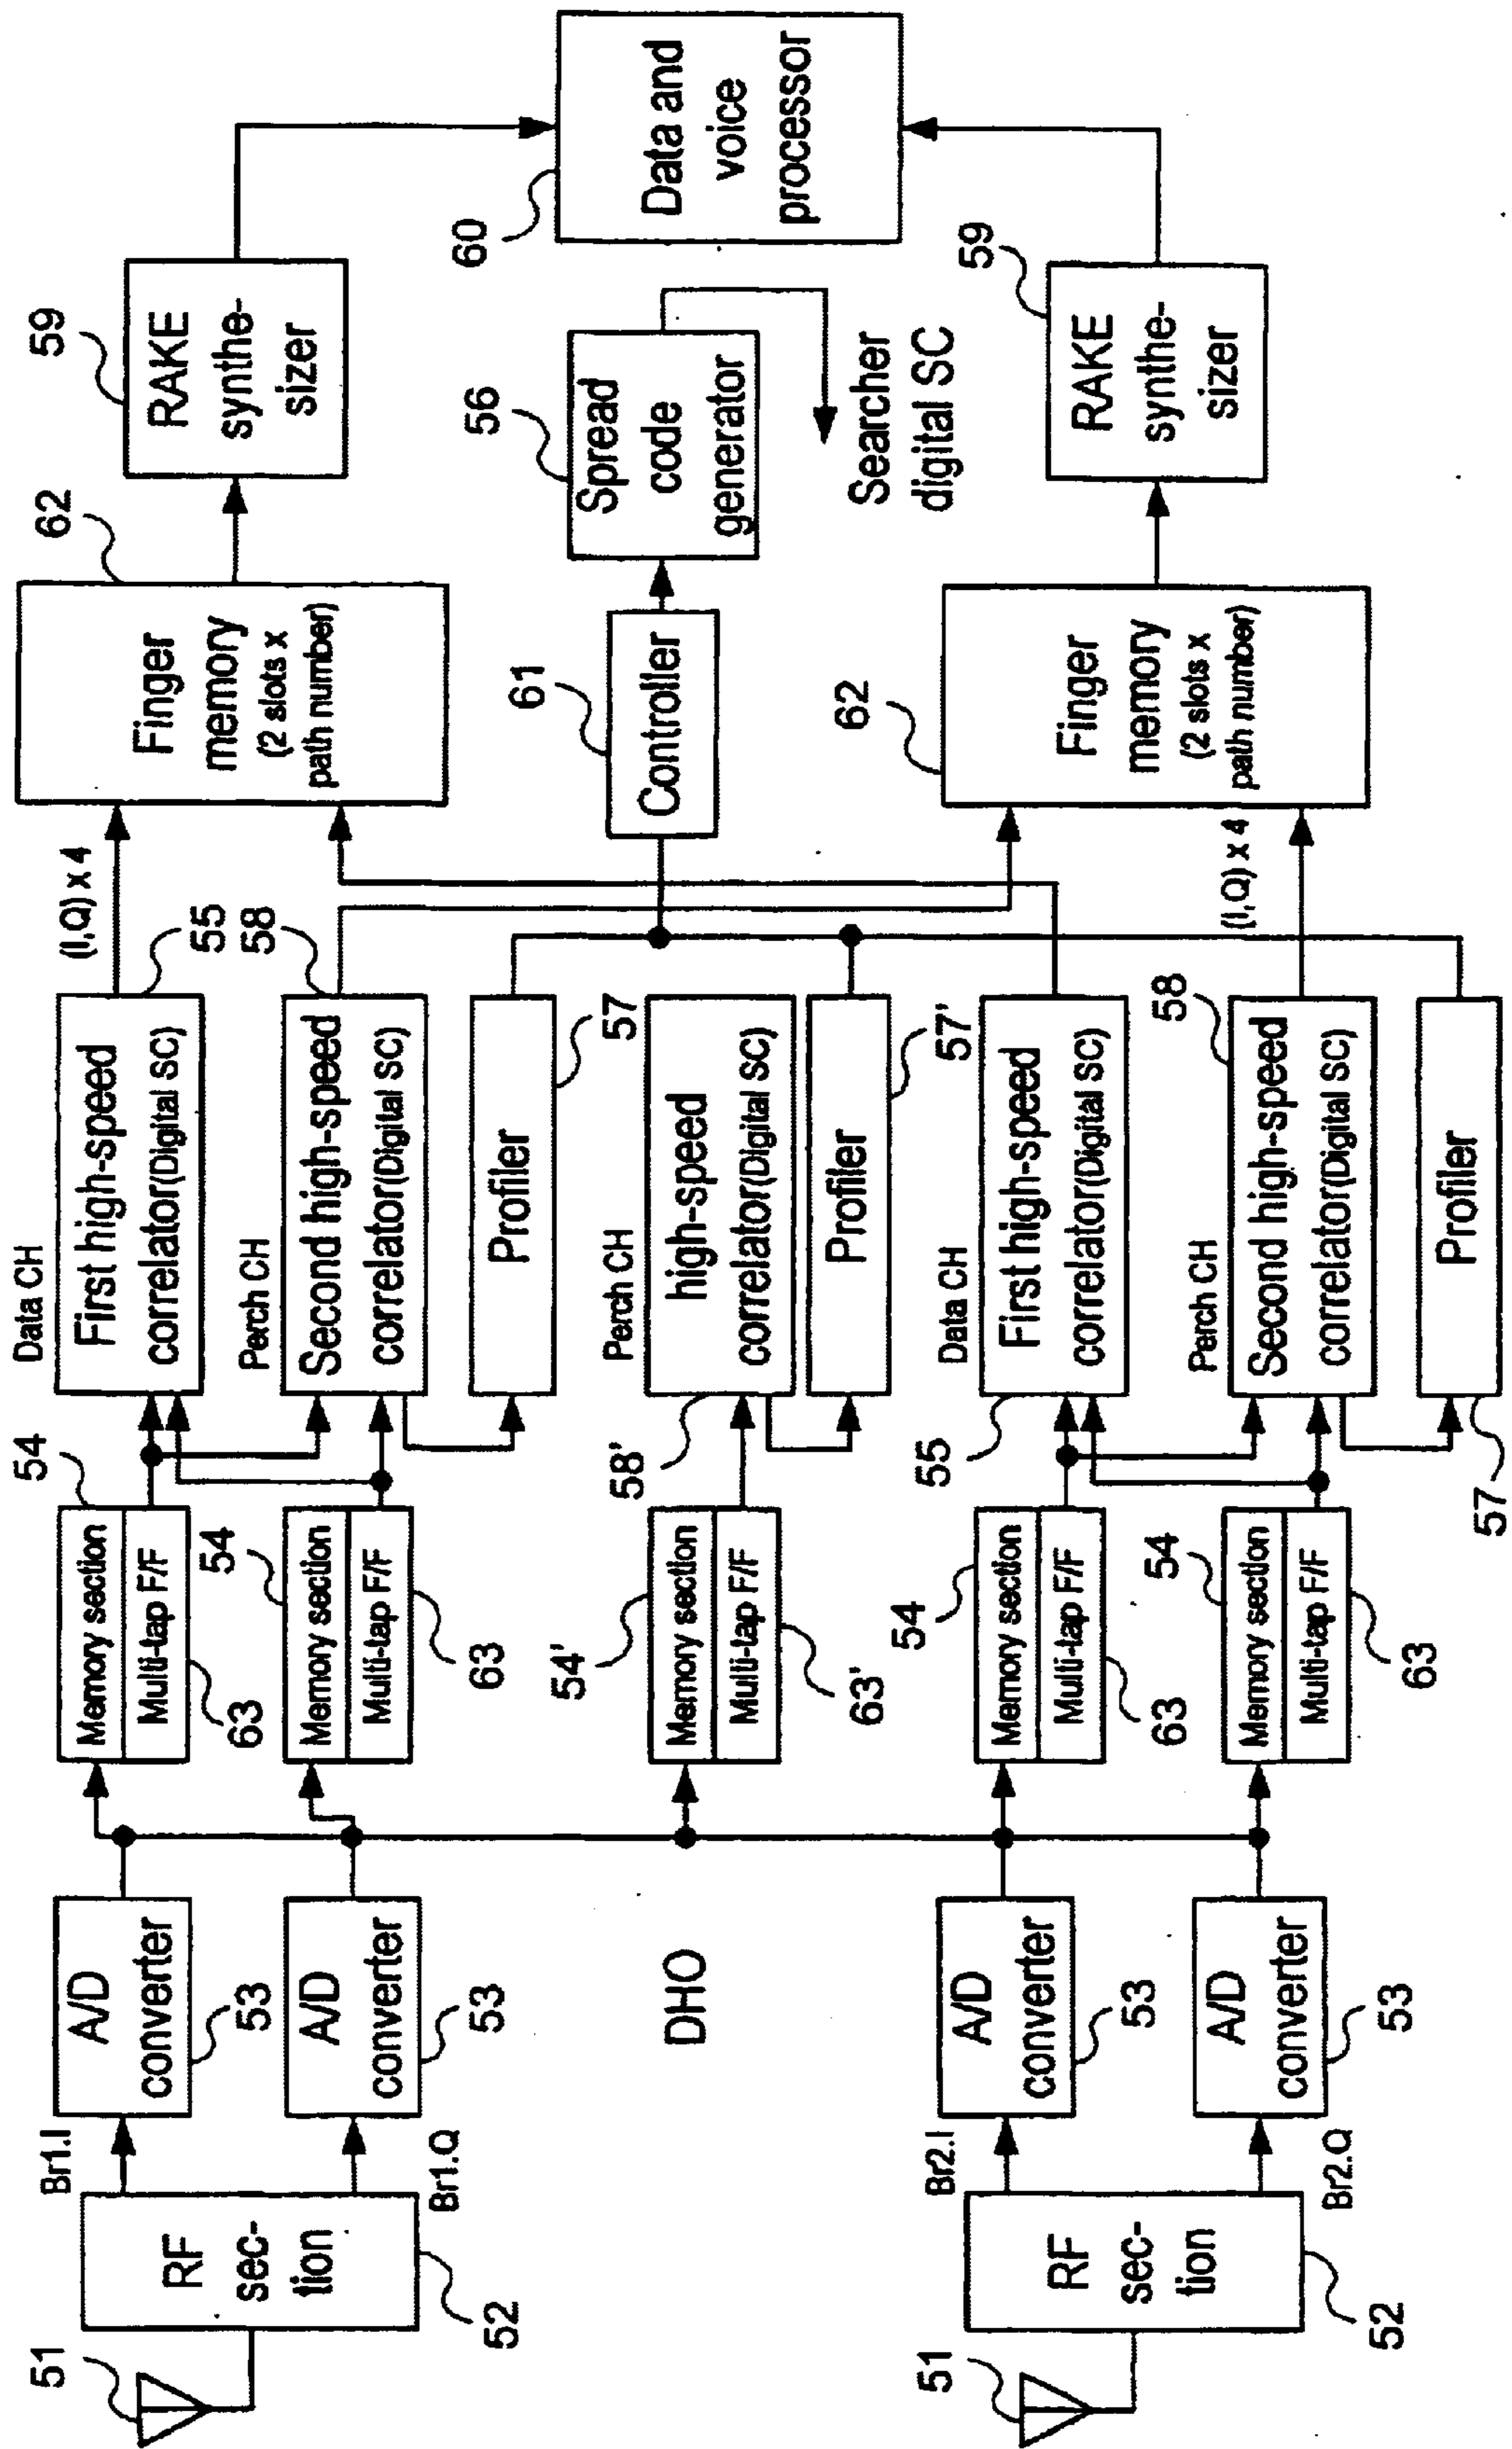 51
RF
sec-
tion
52
Br1.I
Br1.Q
A/D
converter
53
A/D
converter
53
54
Memory section
Multi-tap F/F
63
54
Memory section
Multi-tap F/F
63
Data CH
First high-speed
correlator(Digital SC)
55
(I,Q) x 4
Perch CH
Second high-speed
correlator(Digital SC)
58
Profiler
57
Finger
memory
(2 slots x
path number)
62
RAKE
synthe-
sizer
59
DHO
54'
Memory section
Multi-tap F/F
63'
Perch CH
high-speed
correlator(Digital SC)
58'
Profiler
57'
Controller
61
Spread
code
generator
56
Searcher
digital SC
Data and
voice
processor
60
51
RF
sec-
tion
52
Br2.I
Br2.Q
A/D
converter
53
A/D
converter
53
54
Memory section
Multi-tap F/F
63
54
Memory section
Multi-tap F/F
63
Data CH
First high-speed
correlator(Digital SC)
55
Perch CH
Second high-speed
correlator(Digital SC)
58
(I,Q) x 4
Profiler
57
Finger
memory
(2 slots x
path number)
62
RAKE
synthe-
sizer
59